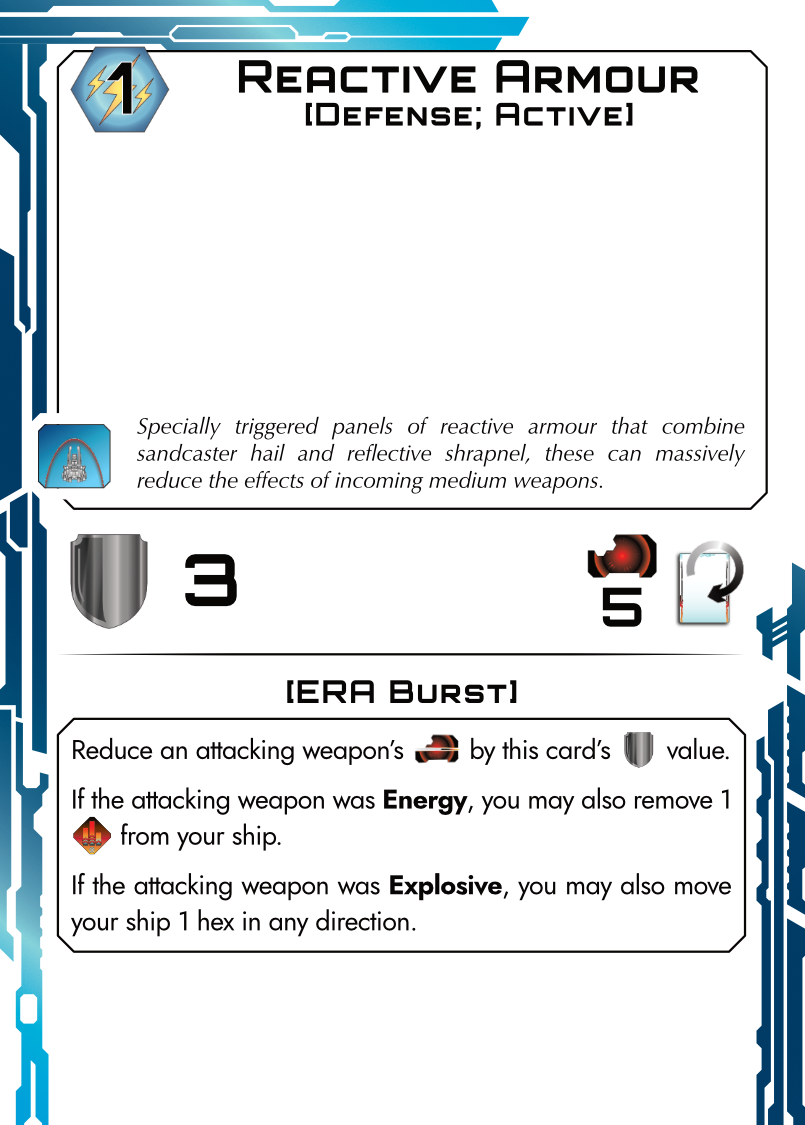 1
REACTIVE ARMOUR
[DEFENSE; ACTIVE]
Specially triggered panels of reactive armour that combine
sandcaster hail and reflective shrapnel, these can massively
reduce the effects of incoming medium weapons.
3
5
[ERA BURST]
Reduce an attacking weapon's by this card's value.
If the attacking weapon was Energy, you may also remove 1
from your ship.
If the attacking weapon was Explosive, you may also move
your ship 1 hex in any direction.